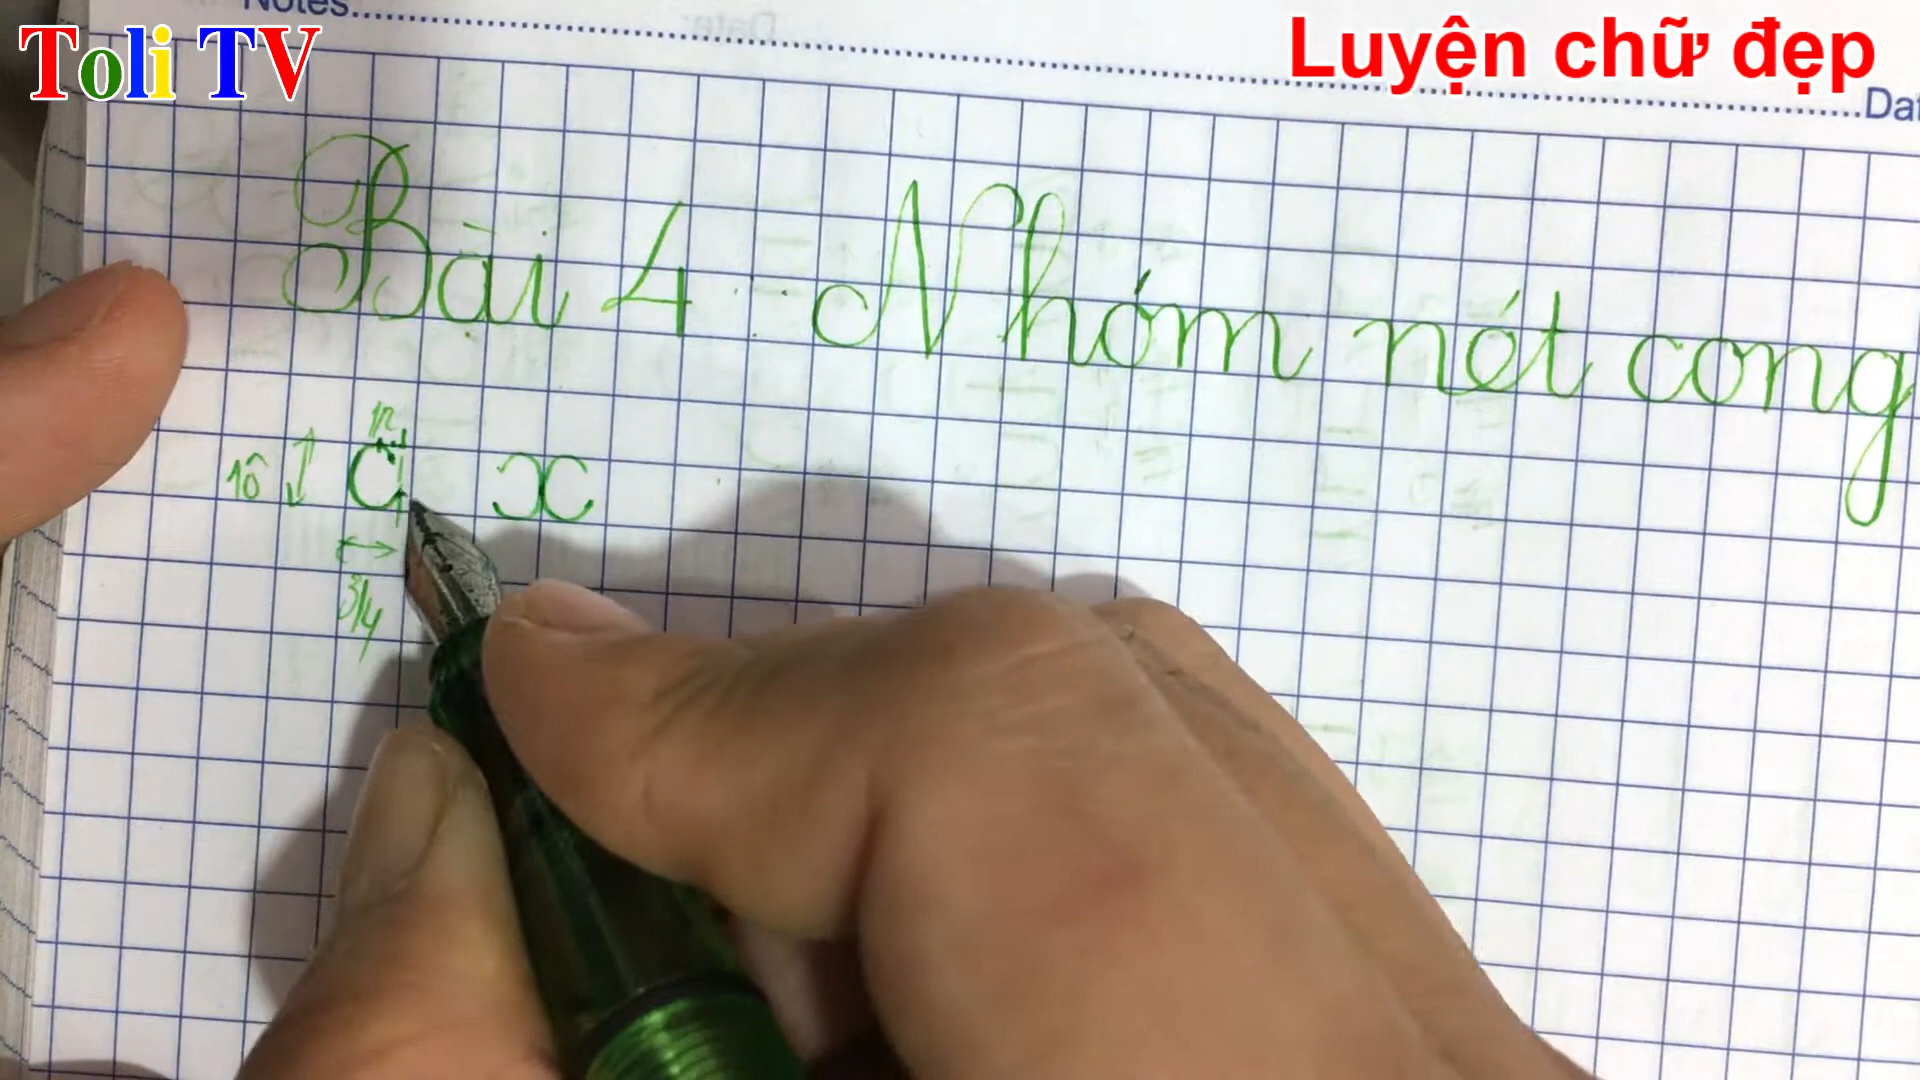 Notes
Toli TV
Luyện chữ đẹp
Bài 4: Nhóm nét cong
1ô c x
3/4